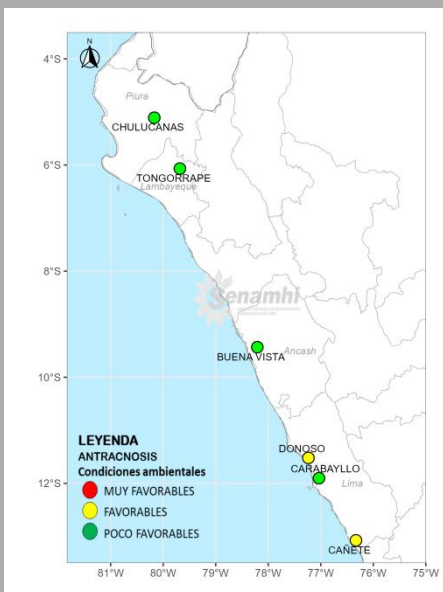 N
4°S
Piura
CHULUCANAS
6°S
TONGORRAPE
Lambayeque
8°S
Senamhi
BUENA VISTA
Ancash
10°S
LEYENDA
ANTRACNOSIS
Condiciones ambientales
MUY FAVORABLES
FAVORABLES
POCO FAVORABLES
DONOSO
CARABAYLLO
12°S
Lima
CAÑETE
81°W 80°W 79°W 78°W 77°W 76°W 75°W